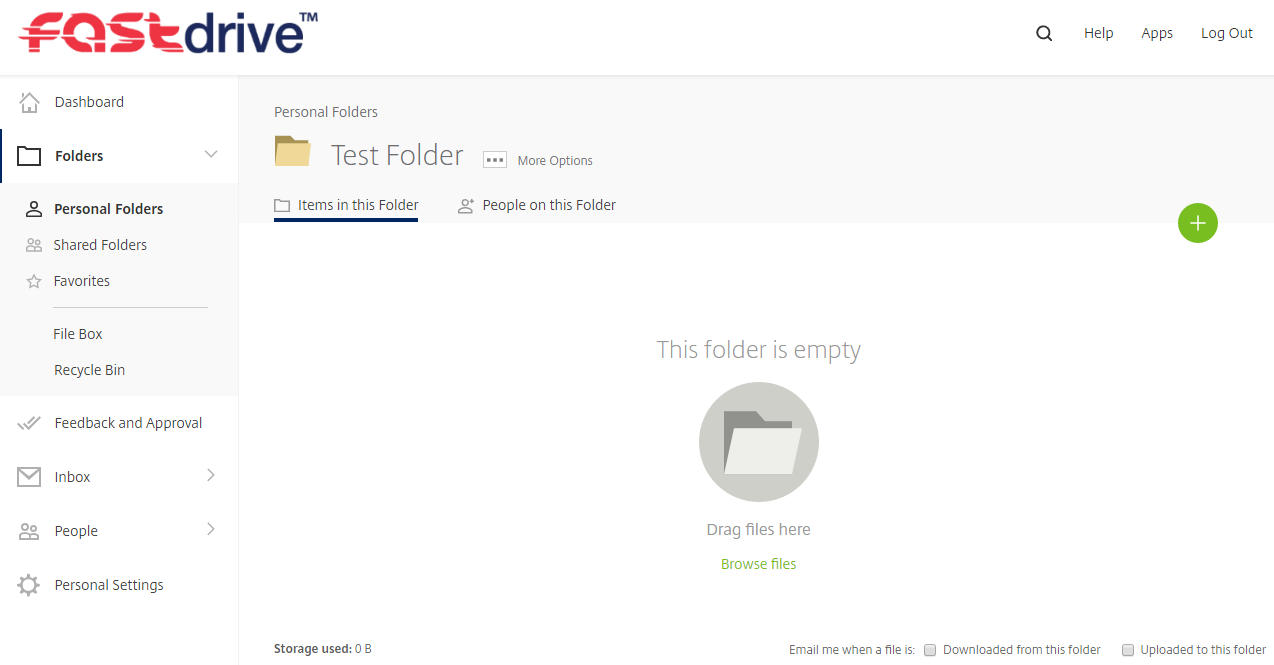 Fastdrive™
Help Apps Log Out
Dashboard
Folders
Personal Folders
Shared Folders
Favorites
File Box
Recycle Bin
Feedback and Approval
Inbox
People
Personal Settings
Personal Folders
Test Folder More Options
Items in this Folder People on this Folder
This folder is empty
Drag files here
Browse files
Storage used: 0 B
Email me when a file is: Downloaded from this folder Uploaded to this folder